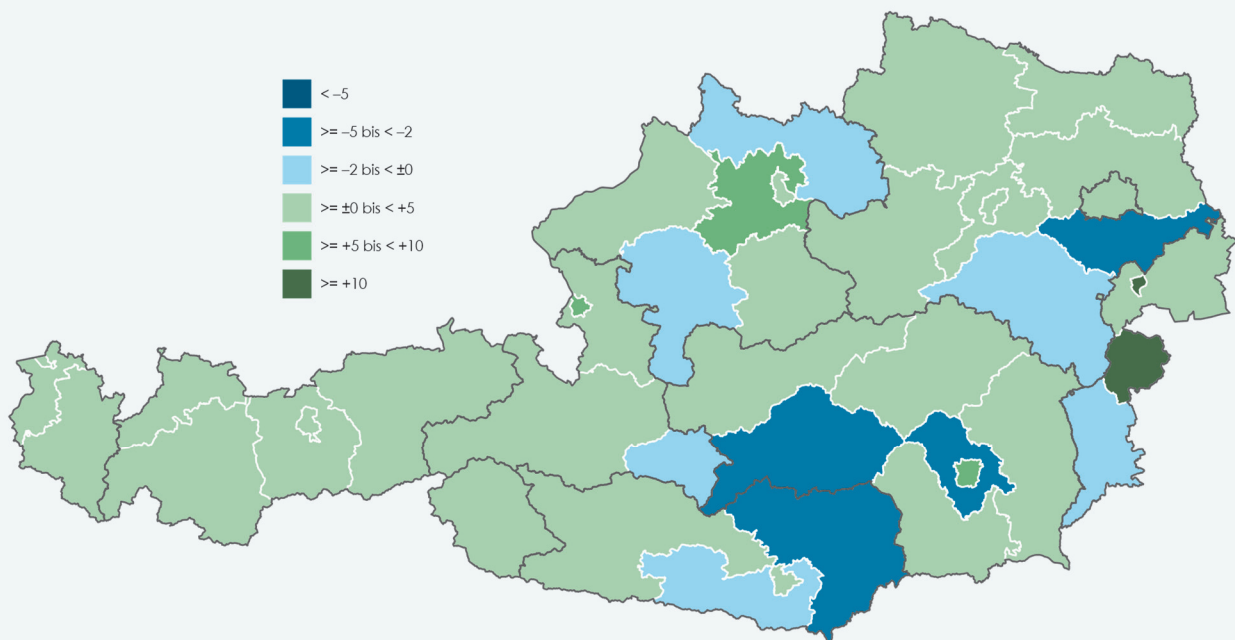 < –5
>= –5 bis < –2
>= –2 bis < ±0
>= ±0 bis < +5
>= +5 bis < +10
>= +10